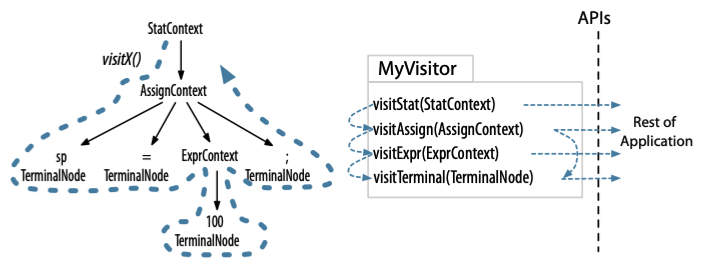 StatContext
visitX()
AssignContext
sp
TerminalNode
=
TerminalNode
ExprContext
;
TerminalNode
100
TerminalNode
APIs
MyVisitor
visitStat(StatContext)
visitAssign(AssignContext)
visitExpr(ExprContext)
visitTerminal(TerminalNode)
Rest of
Application